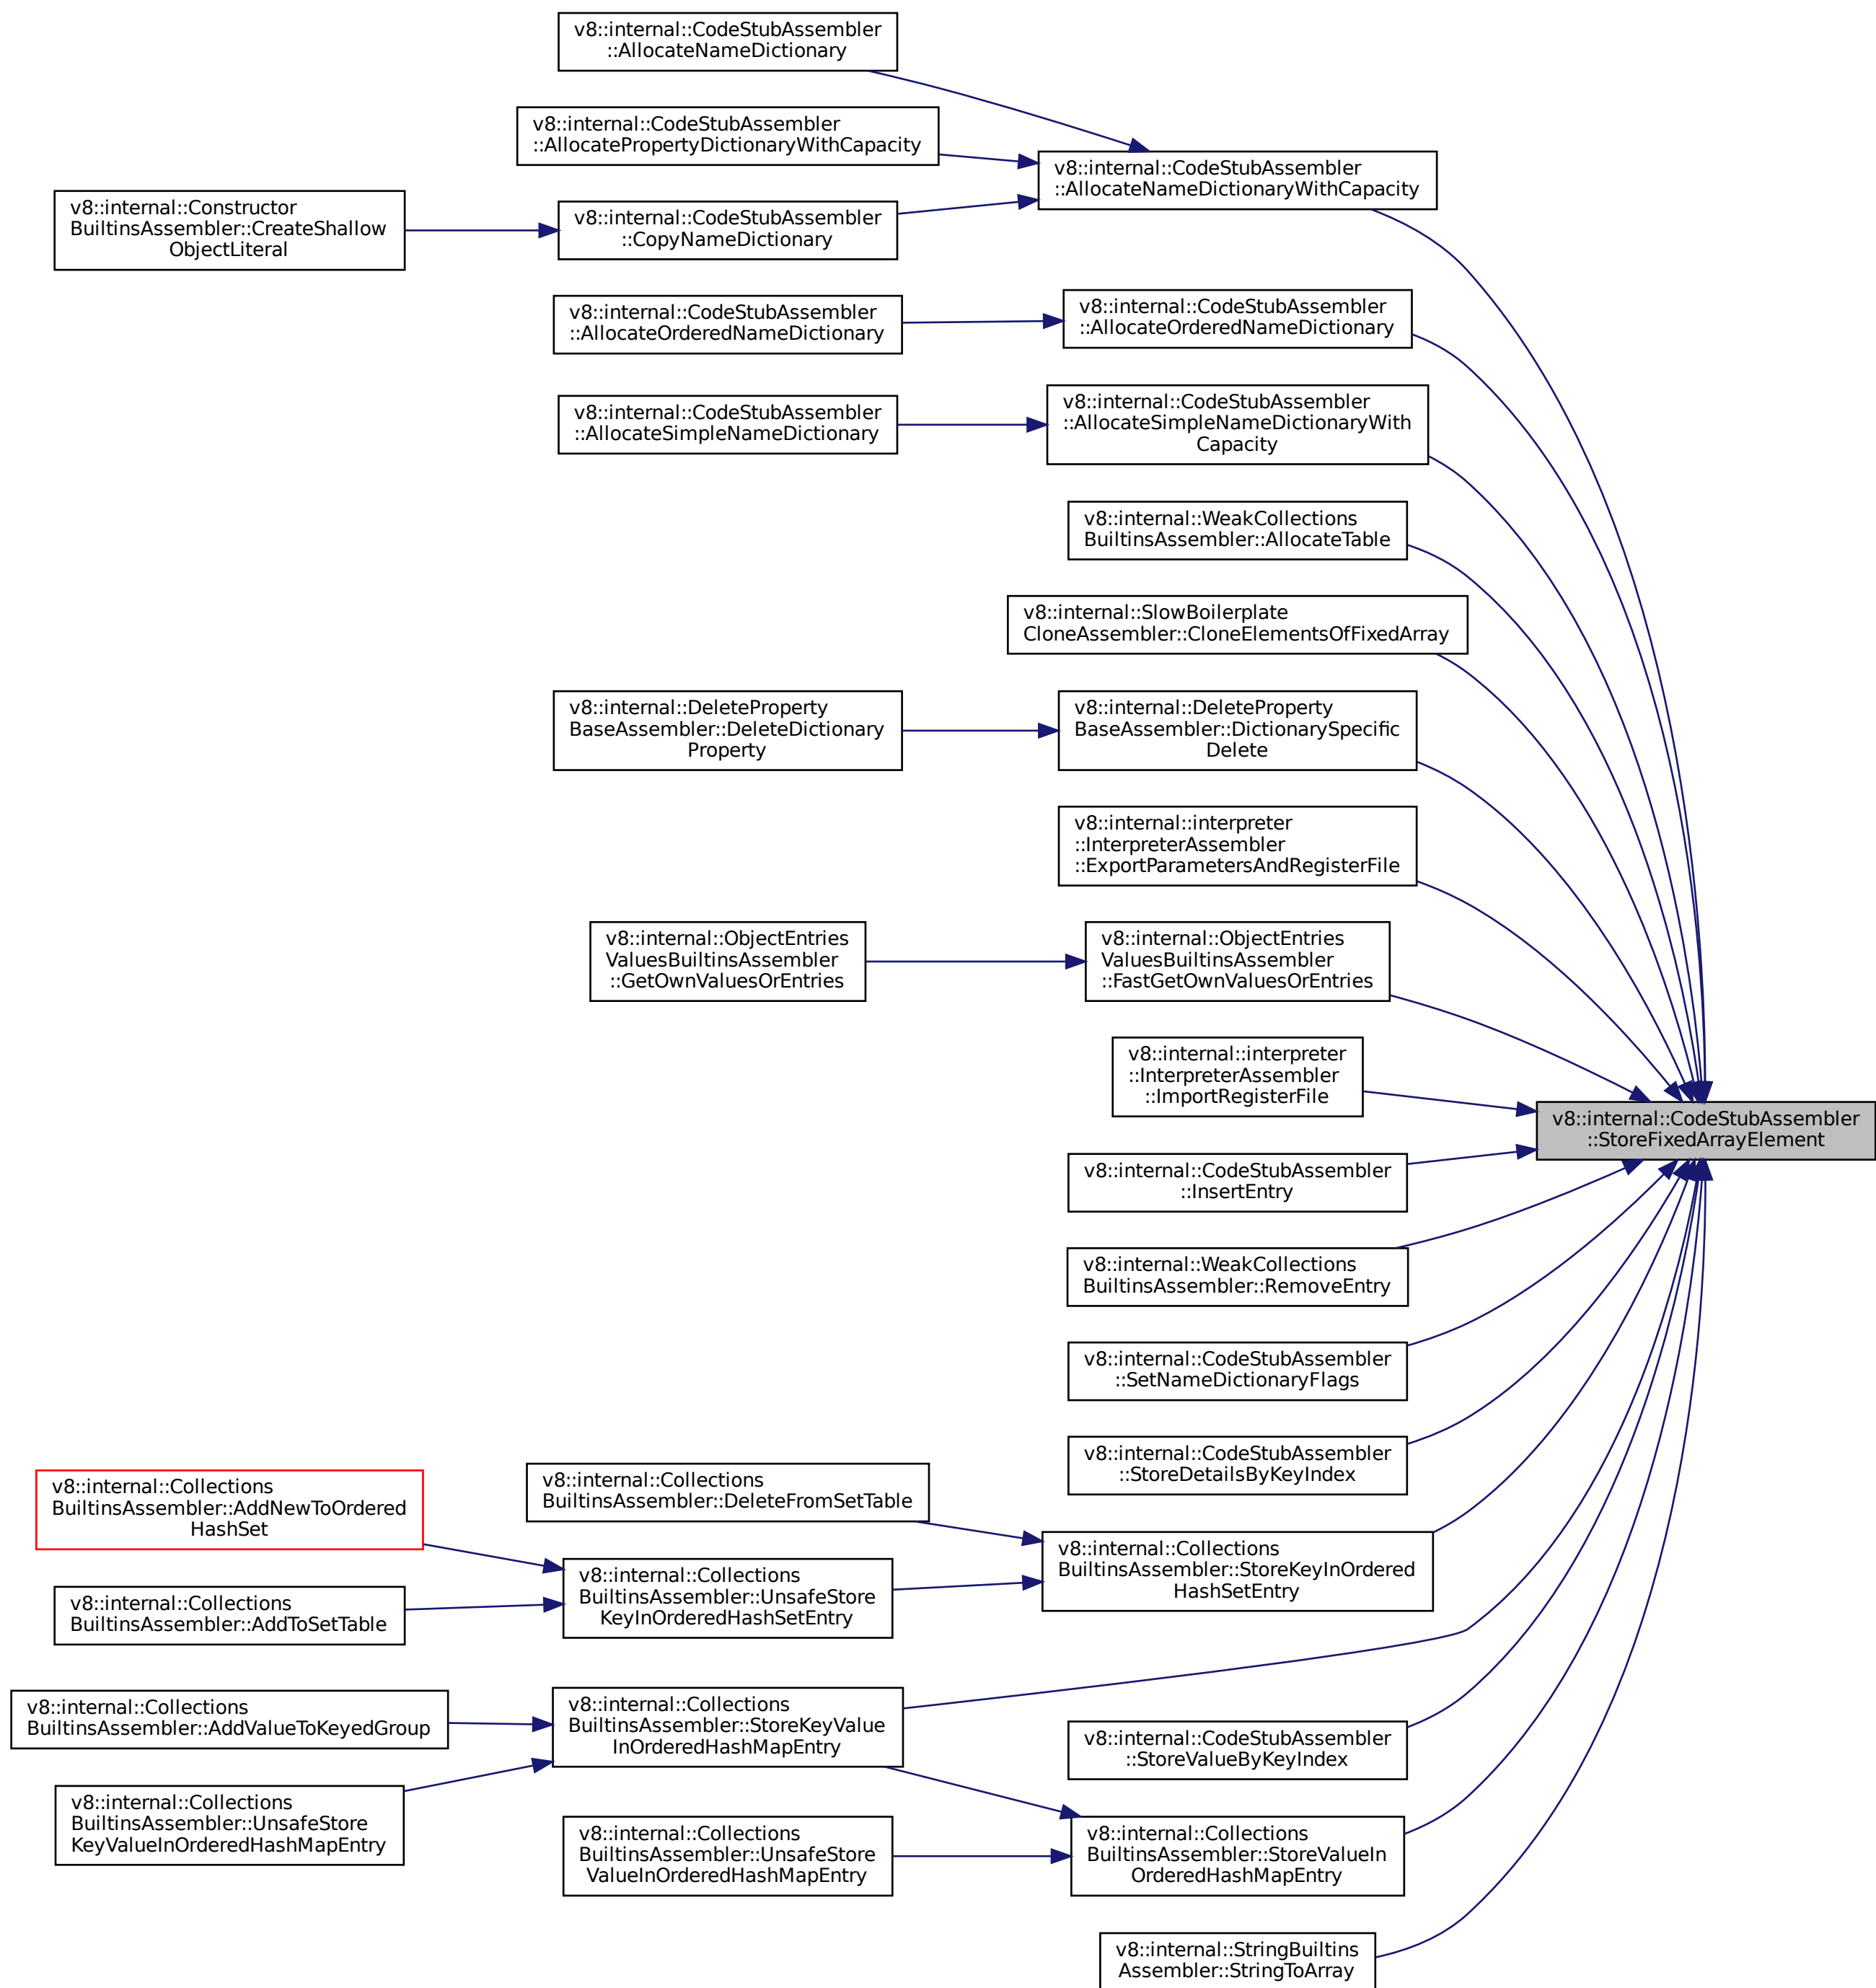 v8::internal::CodeStubAssembler
::AllocateNameDictionary
v8::internal::CodeStubAssembler
::AllocatePropertyDictionaryWithCapacity
v8::internal::CodeStubAssembler
::AllocateNameDictionaryWithCapacity
v8::internal::Constructor
BuiltinsAssembler::CreateShallow
ObjectLiteral
v8::internal::CodeStubAssembler
::CopyNameDictionary
v8::internal::CodeStubAssembler
::AllocateOrderedNameDictionary
v8::internal::CodeStubAssembler
::AllocateOrderedNameDictionary
v8::internal::CodeStubAssembler
::AllocateSimpleNameDictionary
v8::internal::CodeStubAssembler
::AllocateSimpleNameDictionaryWith
Capacity
v8::internal::WeakCollections
BuiltinsAssembler::AllocateTable
v8::internal::SlowBoilerplate
CloneAssembler::CloneElementsOfFixedArray
v8::internal::DeleteProperty
BaseAssembler::DeleteDictionary
Property
v8::internal::DeleteProperty
BaseAssembler::DictionarySpecific
Delete
v8::internal::interpreter
::InterpreterAssembler
::ExportParametersAndRegisterFile
v8::internal::ObjectEntries
ValuesBuiltinsAssembler
::GetOwnValuesOrEntries
v8::internal::ObjectEntries
ValuesBuiltinsAssembler
::FastGetOwnValuesOrEntries
v8::internal::interpreter
::InterpreterAssembler
::ImportRegisterFile
v8::internal::CodeStubAssembler
::StoreFixedArrayElement
v8::internal::CodeStubAssembler
::InsertEntry
v8::internal::WeakCollections
BuiltinsAssembler::RemoveEntry
v8::internal::CodeStubAssembler
::SetNameDictionaryFlags
v8::internal::CodeStubAssembler
::StoreDetailsByKeyIndex
v8::internal::Collections
BuiltinsAssembler::AddNewToOrdered
HashSet
v8::internal::Collections
BuiltinsAssembler::DeleteFromSetTable
v8::internal::Collections
BuiltinsAssembler::StoreKeyInOrdered
HashSetEntry
v8::internal::Collections
BuiltinsAssembler::UnsafeStore
KeyInOrderedHashSetEntry
v8::internal::Collections
BuiltinsAssembler::AddToSetTable
v8::internal::Collections
BuiltinsAssembler::AddValueToKeyedGroup
v8::internal::Collections
BuiltinsAssembler::StoreKeyValue
InOrderedHashMapEntry
v8::internal::CodeStubAssembler
::StoreValueByKeyIndex
v8::internal::Collections
BuiltinsAssembler::UnsafeStore
KeyValueInOrderedHashMapEntry
v8::internal::Collections
BuiltinsAssembler::UnsafeStore
ValueInOrderedHashMapEntry
v8::internal::Collections
BuiltinsAssembler::StoreValueIn
OrderedHashMapEntry
v8::internal::StringBuiltins
Assembler::StringToArray